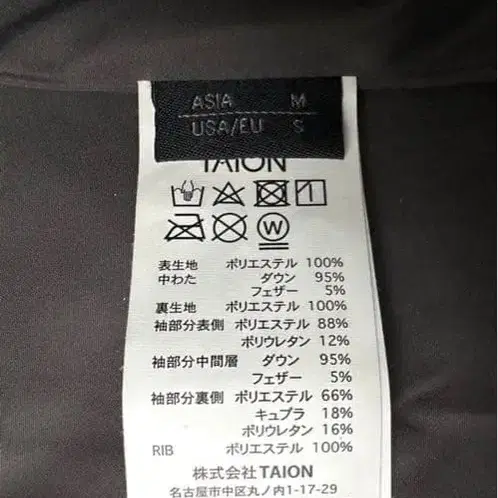 ASIA M
USA/EU S
TAION
W
表生地 ポリエステル 100%
中わた ダウン 95%
フェザー 5%
裏生地 ポリエステル 100%
袖部分表側 ポリエステル 88%
ポリウレタン 12%
袖部分中間層 ダウン 95%
フェザー 5%
袖部分裏側 ポリエステル 66%
キュプラ 18%
ポリウレタン 16%
RIB ポリエステル 100%
株式会社TAION
名古屋市中区丸ノ内1-17-29